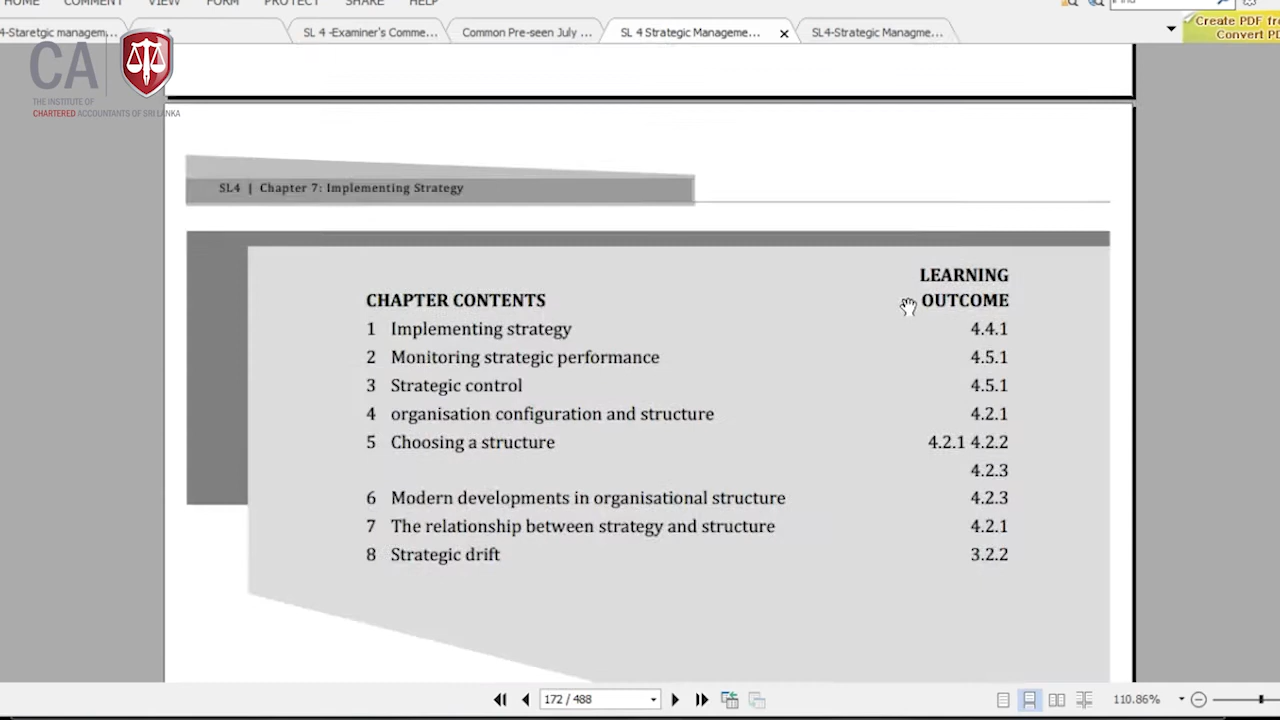 HOME COMMENT VIEW FORM PROTECT SHARE HELP
Find
4-Staretgic managem...
SL 4 -Examiner's Comme...
Common Pre-seen July ...
SL 4 Strategic Manageme...
SL4-Strategic Managme...
Create PDF
Convert
CA
THE INSTITUTE OF
CHARTERED ACCOUNTANTS OF SRI LANKA
SL4 | Chapter 7: Implementing Strategy
LEARNING
CHAPTER CONTENTS OUTCOME
1 Implementing strategy 4.4.1
2 Monitoring strategic performance 4.5.1
3 Strategic control 4.5.1
4 organisation configuration and structure 4.2.1
5 Choosing a structure 4.2.1 4.2.2
4.2.3
6 Modern developments in organisational structure 4.2.3
7 The relationship between strategy and structure 4.2.1
8 Strategic drift 3.2.2
172 / 488
110.86%